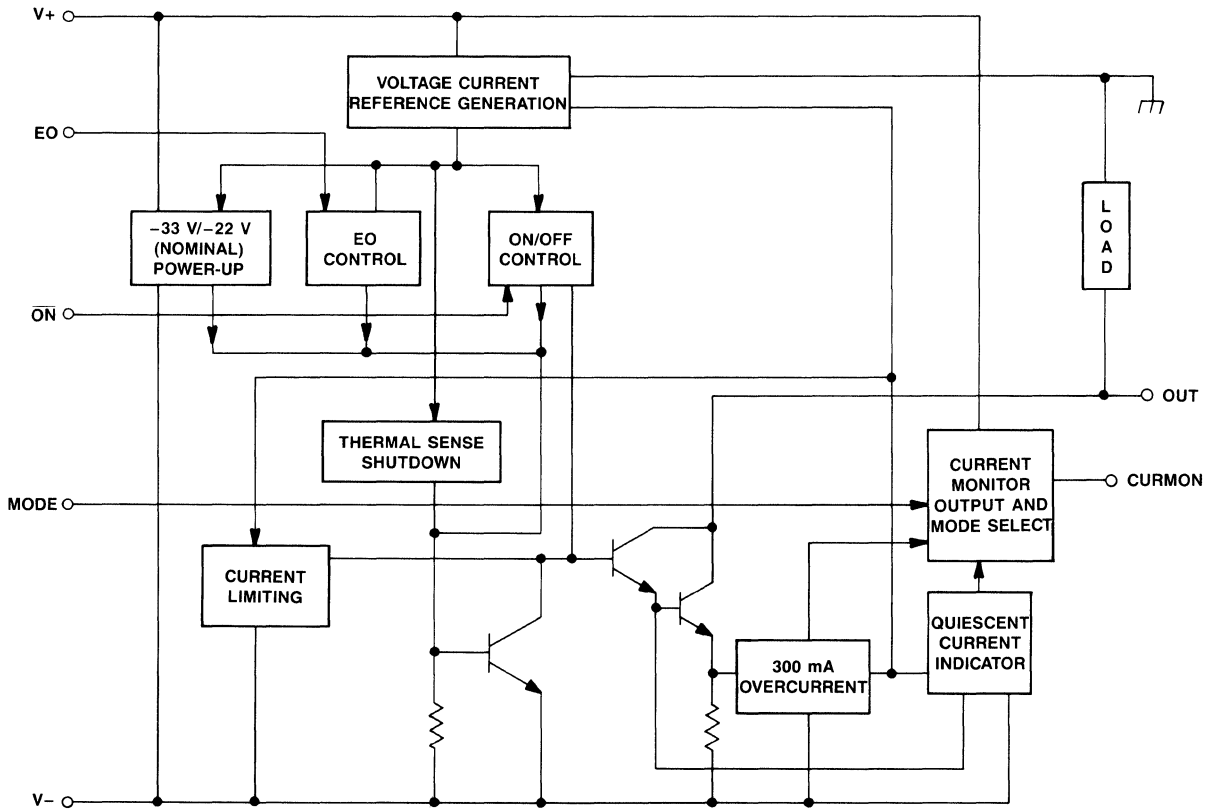 V+
VOLTAGE CURRENT
REFERENCE GENERATION
EO
–33 V/–22 V
(NOMINAL)
POWER-UP
EO
CONTROL
ON/OFF
CONTROL
L
O
A
D
ON
OUT
THERMAL SENSE
SHUTDOWN
CURRENT
MONITOR
OUTPUT AND
MODE SELECT
CURMON
MODE
CURRENT
LIMITING
QUIESCENT
CURRENT
INDICATOR
300 mA
OVERCURRENT
V–